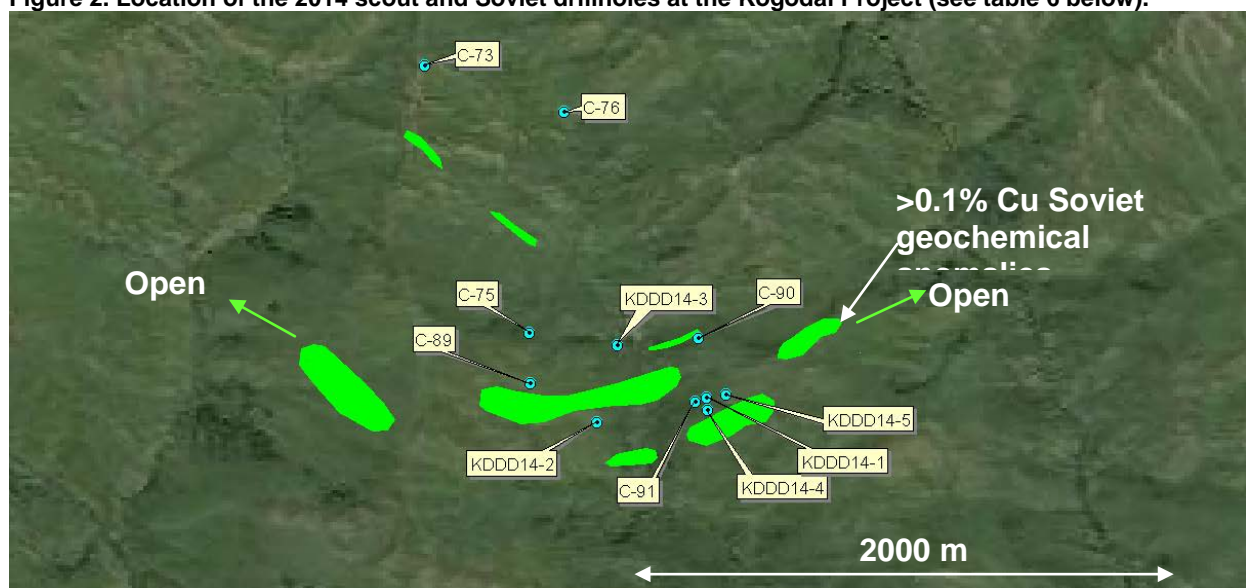 Figure 2. Location of the 2014 scout and Soviet drillholes at the Kogodai Project (see table 6 below).
C-73
C-76
>0.1% Cu Soviet
geochemical
anomalies
Open
Open
C-75
KDDD14-3
C-90
C-89
KDDD14-5
KDDD14-2
KDDD14-1
C-91
KDDD14-4
2000 m